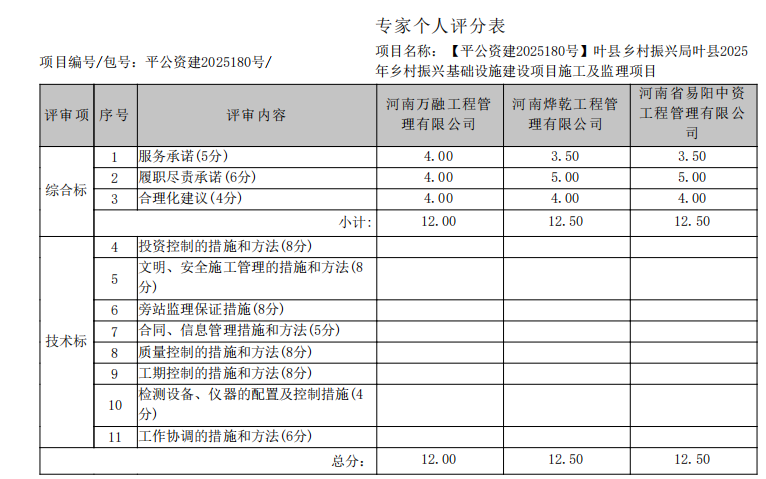 专家个人评分表
项目编号/包号：平公资建2025180号/
项目名称：【平公资建2025180号】叶县乡村振兴局叶县2025
年乡村振兴基础设施建设项目施工及监理项目
评审项 序号 评审内容 河南万融工程管 河南烨乾工程管 河南省易阳中资
理有限公司 理有限公司 工程管理有限公
司
综合标
1 服务承诺(5分) 4.00 3.50 3.50
2 履职尽责承诺(6分) 4.00 5.00 5.00
3 合理化建议(4分) 4.00 4.00 4.00
小计: 12.00 12.50 12.50
技术标
4 投资控制的措施和方法(8分)
5 文明、安全施工管理的措施和方法(8
分)
6 旁站监理保证措施(8分)
7 合同、信息管理措施和方法(5分)
8 质量控制的措施和方法(8分)
9 工期控制的措施和方法(8分)
10 检测设备、仪器的配置及控制措施(4
分)
11 工作协调的措施和方法(6分)
总分: 12.00 12.50 12.50